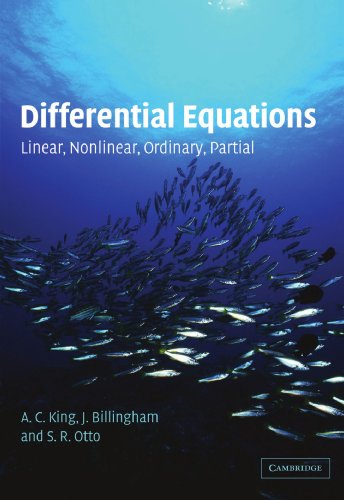 Differential Equations
Linear, Nonlinear, Ordinary, Partial
A. C. King, J. Billingham
and S. R. Otto
CAMBRIDGE